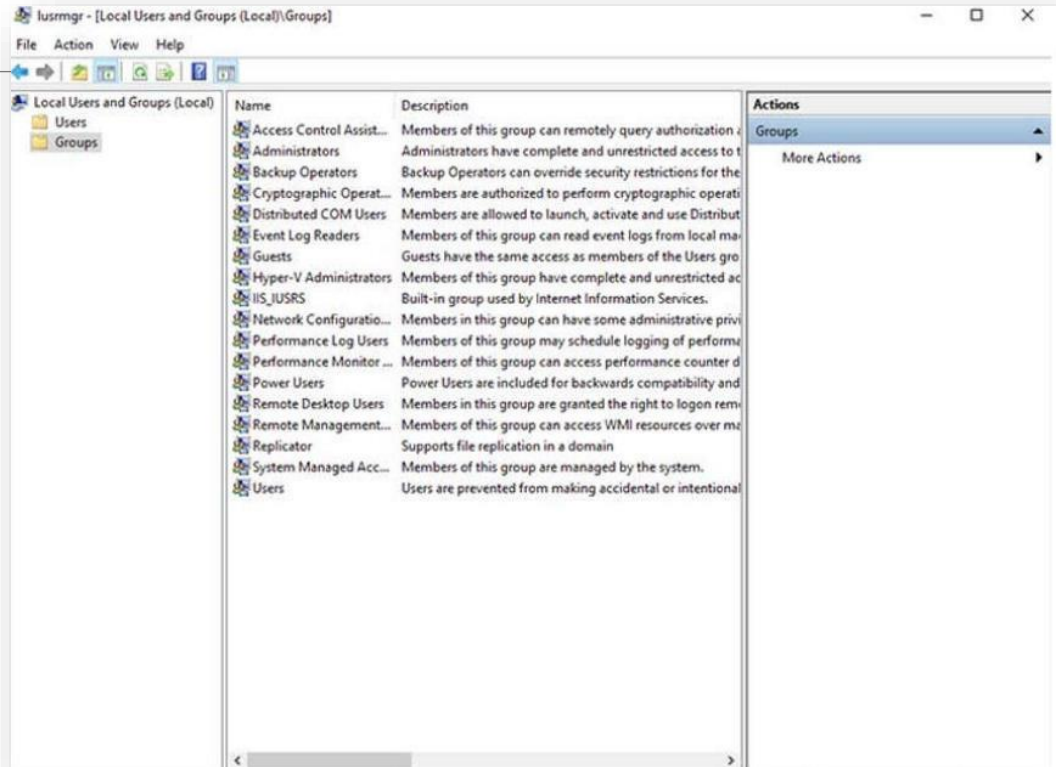 lusrmgr - [Local Users and Groups (Local)\Groups]
File Action View Help
Local Users and Groups (Local)
Users
Groups
Name Description
Access Control Assist... Members of this group can remotely query authorization
Administrators Administrators have complete and unrestricted access to t
Backup Operators Backup Operators can override security restrictions for the
Cryptographic Operat... Members are authorized to perform cryptographic operati
Distributed COM Users Members are allowed to launch, activate and use Distribut
Event Log Readers Members of this group can read event logs from local ma
Guests Guests have the same access as members of the Users gro
Hyper-V Administrators Members of this group have complete and unrestricted ac
IIS_IUSRS Built-in group used by Internet Information Services.
Network Configuratio... Members in this group can have some administrative privi
Performance Log Users Members of this group may schedule logging of performa
Performance Monitor ... Members of this group can access performance counter d
Power Users Power Users are included for backwards compatibility and
Remote Desktop Users Members in this group are granted the right to logon rem
Remote Management... Members of this group can access WMI resources over ma
Replicator Supports file replication in a domain
System Managed Acc... Members of this group are managed by the system.
Users Users are prevented from making accidental or intentional
Actions
Groups
More Actions